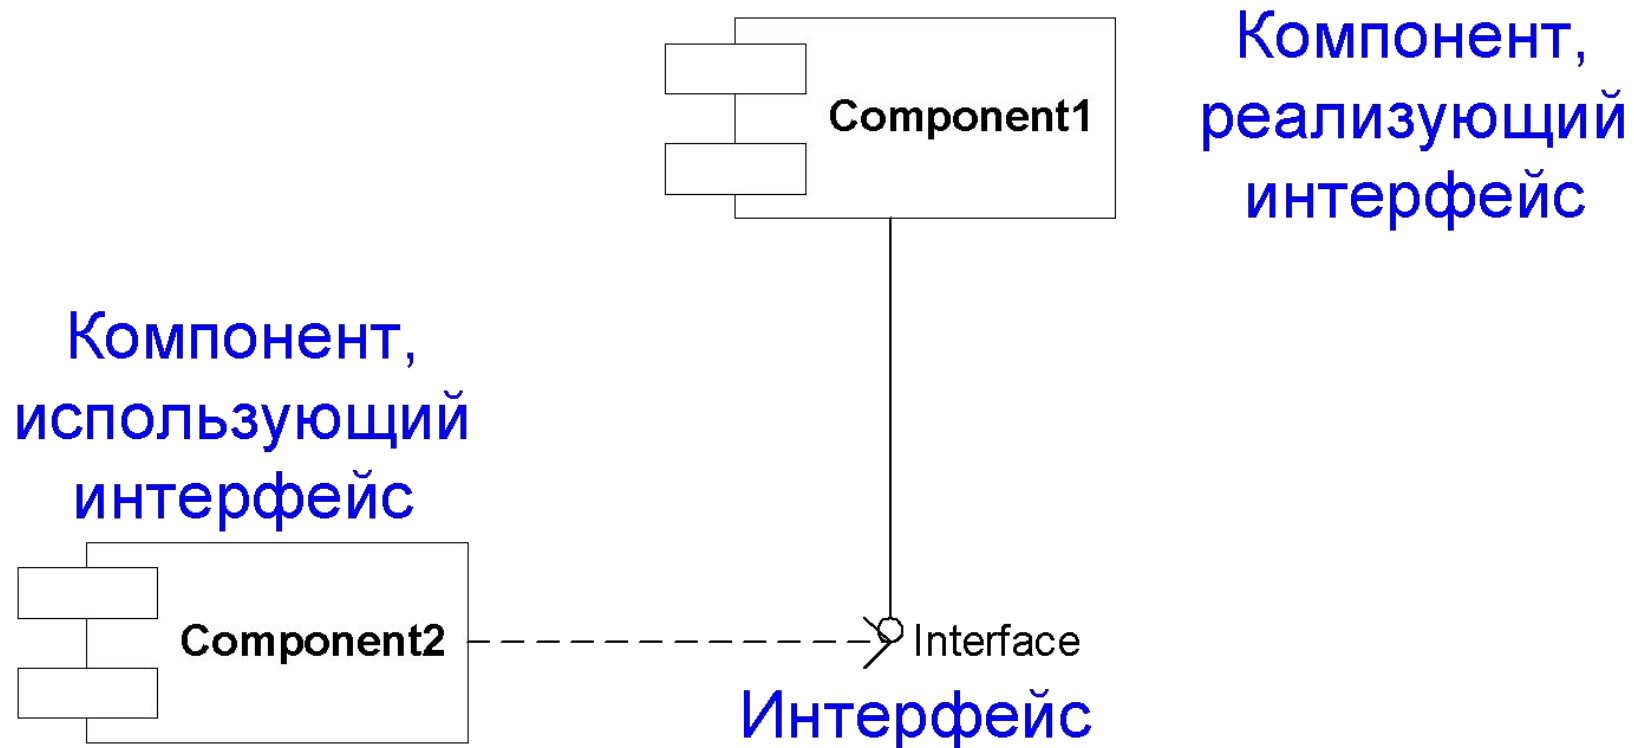 Компонент,
реализующий
интерфейс
Component1
Компонент,
использующий
интерфейс
Component2
Interface
Интерфейс